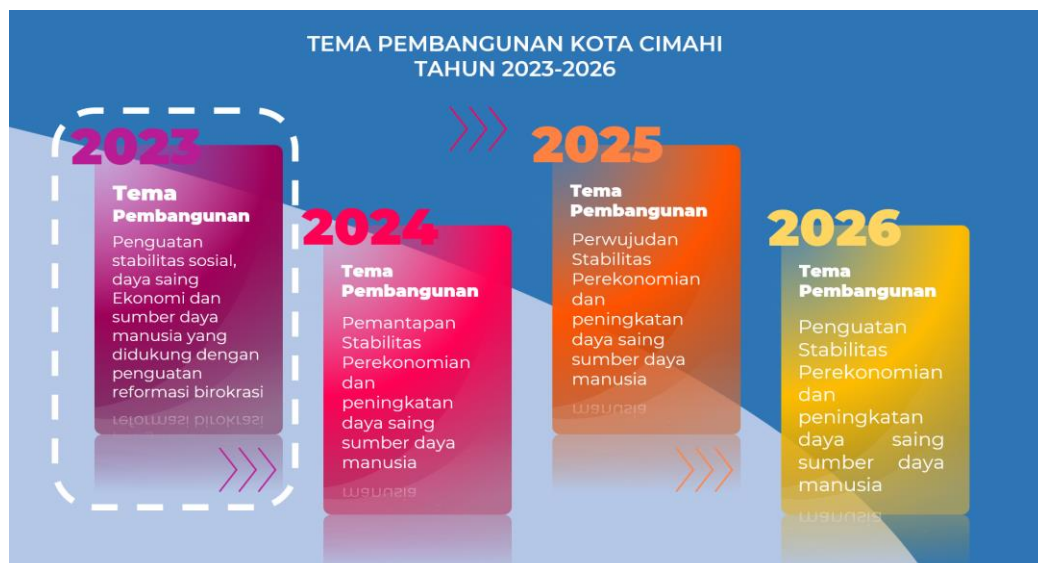 TEMA PEMBANGUNAN KOTA CIMAHI
TAHUN 2023-2026
2023
Tema
Pembangunan
Penguatan
stabilitas sosial,
daya saing
Ekonomi dan
sumber daya
manusia yang
didukung dengan
penguatan
reformasi birokrasi
2024
Tema
Pembangunan
Pemantapan
Stabilitas
Perekonomian
dan
peningkatan
daya saing
sumber daya
manusia
2025
Tema
Pembangunan
Perwujudan
Stabilitas
Perekonomian
dan
peningkatan
daya saing
sumber daya
manusia
2026
Tema
Pembangunan
Penguatan
Stabilitas
Perekonomian
dan
peningkatan
daya saing
sumber daya
manusia